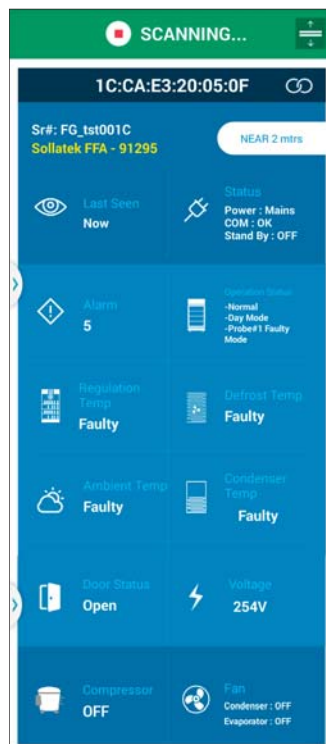 SCANNING...
1C:CA:E3:20:05:0F
Sr#: FG_tst001C
Sollatek FFA - 91295
NEAR 2 mtrs
Last Seen
Now
Status
Power : Mains
COM : OK
Stand By : OFF
Alarm
5
Operation Status
-Normal
-Day Mode
-Probe#1 Faulty
Mode
Regulation
Temp
Faulty
Defrost Temp
Faulty
Ambient Temp
Faulty
Condenser
Temp
Faulty
Door Status
Open
Voltage
254V
Compressor
OFF
Fan
Condenser : OFF
Evaporator : OFF